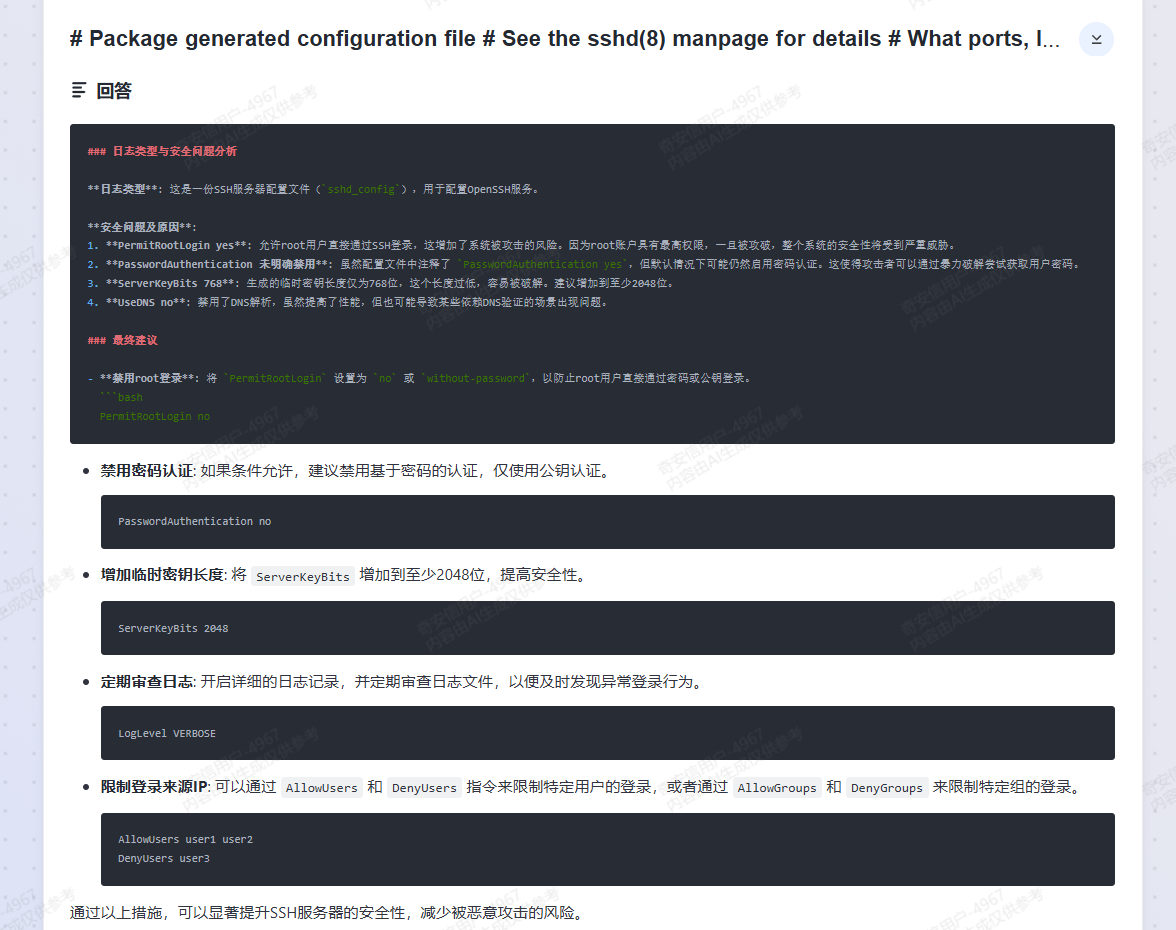 # Package generated configuration file # See the sshd(8) manpage for details # What ports, I...
回答
### 日志类型与安全问题分析
**日志类型**: 这是一份SSH服务器配置文件（`sshd_config`），用于配置OpenSSH服务。
**安全问题及原因**:
1. **PermitRootLogin yes**: 允许root用户直接通过SSH登录，这增加了系统被攻击的风险。因为root账户具有最高权限，一旦被攻破，整个系统的安全性将受到严重威胁。
2. **PasswordAuthentication 未明确禁用**: 虽然配置文件中注释了 `PasswordAuthentication yes`，但默认情况下可能仍然启用密码认证。这使得攻击者可以通过暴力破解尝试获取用户密码。
3. **ServerKeyBits 768**: 生成的临时密钥长度仅为768位，这个长度过低，容易被破解。建议增加到至少2048位。
4. **UseDNS no**: 禁用了DNS解析，虽然提高了性能，但也可能导致某些依赖DNS验证的场景出现问题。
### 最终建议
- **禁用root登录**: 将 `PermitRootLogin` 设置为 `no` 或 `without-password`，以防止root用户直接通过密码或公钥登录。
```bash
PermitRootLogin no
禁用密码认证: 如果条件允许，建议禁用基于密码的认证，仅使用公钥认证。
PasswordAuthentication no
增加临时密钥长度: 将 ServerKeyBits 增加到至少2048位，提高安全性。
ServerKeyBits 2048
定期审查日志: 开启详细的日志记录，并定期审查日志文件，以便及时发现异常登录行为。
LogLevel VERBOSE
限制登录来源IP: 可以通过 AllowUsers 和 DenyUsers 指令来限制特定用户的登录，或者通过 AllowGroups 和 DenyGroups 来限制特定组的登录。
AllowUsers user1 user2
DenyUsers user3
通过以上措施，可以显著提升SSH服务器的安全性，减少被恶意攻击的风险。
奇安信用户-4967
内容由AI生成仅供参考